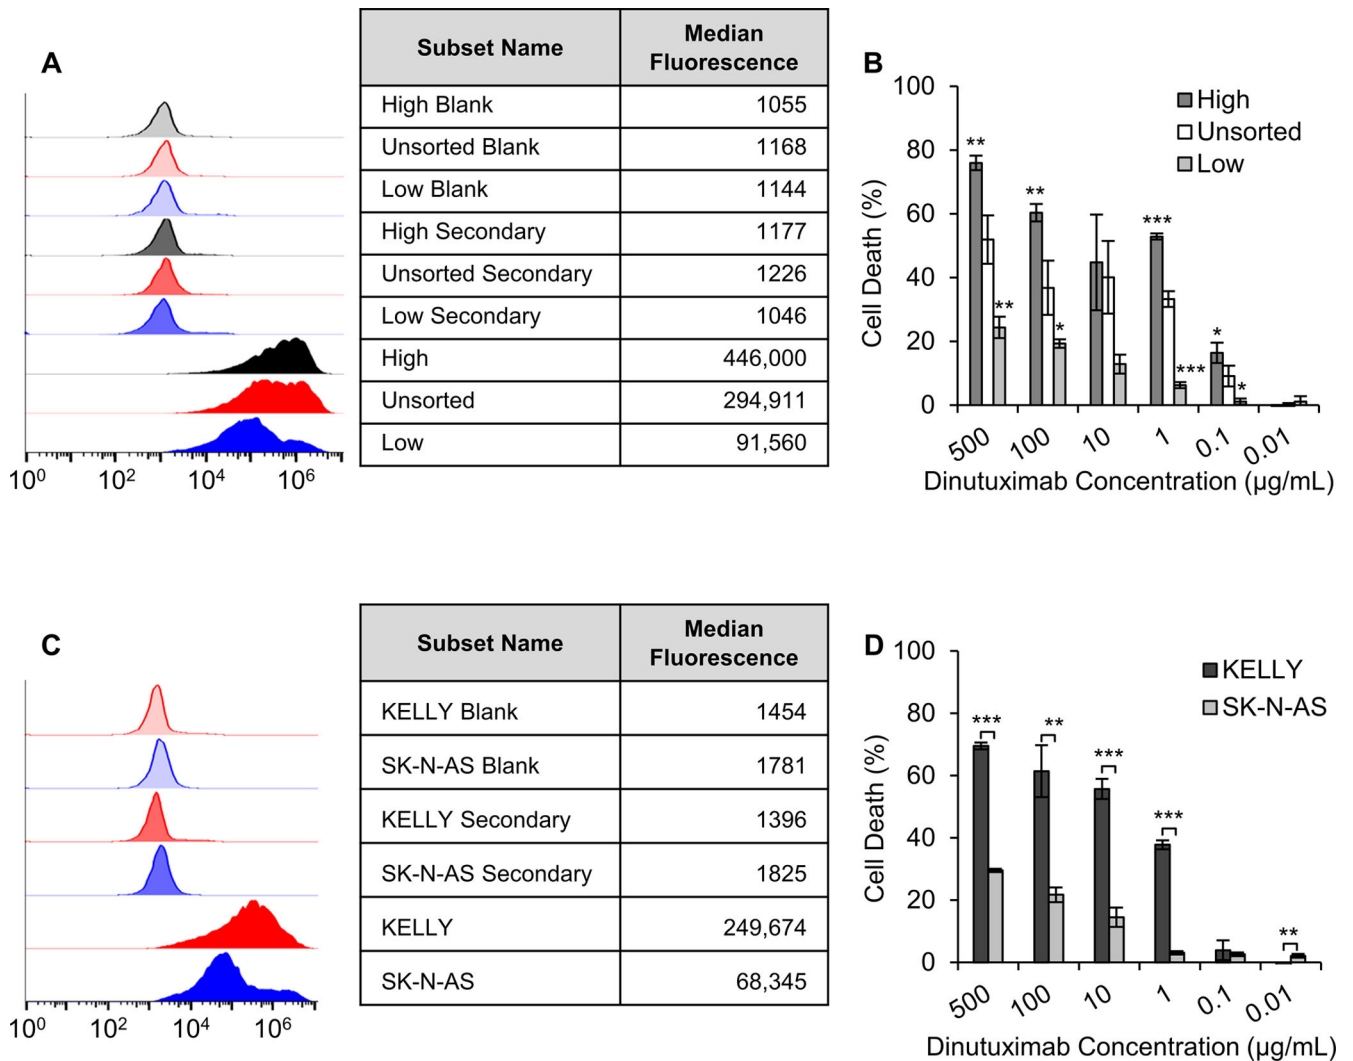 A
Subset Name Median Fluorescence
High Blank 1055
Unsorted Blank 1168
Low Blank 1144
High Secondary 1177
Unsorted Secondary 1226
Low Secondary 1046
High 446,000
Unsorted 294,911
Low 91,560
10⁰ 10² 10⁴ 10⁶
B
High
Unsorted
Low
Cell Death (%)
100
80
60
40
20
0
** ** *** *
** * *** *
500 100 10 1 0.1 0.01
Dinutuximab Concentration (µg/mL)
C
Subset Name Median Fluorescence
KELLY Blank 1454
SK-N-AS Blank 1781
KELLY Secondary 1396
SK-N-AS Secondary 1825
KELLY 249,674
SK-N-AS 68,345
10⁰ 10² 10⁴ 10⁶
D
KELLY
SK-N-AS
Cell Death (%)
100
80
60
40
20
0
*** ** *** *** **
500 100 10 1 0.1 0.01
Dinutuximab Concentration (µg/mL)